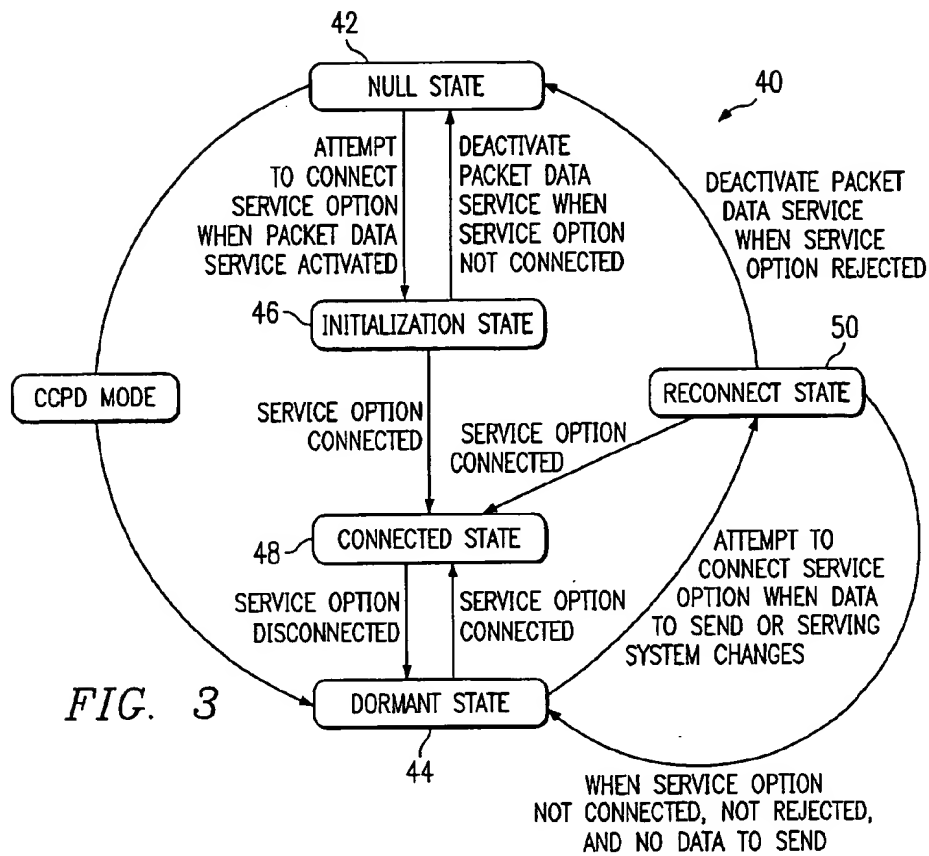 42
NULL STATE
40
ATTEMPT
TO CONNECT
SERVICE OPTION
WHEN PACKET DATA
SERVICE ACTIVATED
DEACTIVATE
PACKET DATA
SERVICE WHEN
SERVICE OPTION
NOT CONNECTED
DEACTIVATE PACKET
DATA SERVICE
WHEN SERVICE
OPTION REJECTED
46
INITIALIZATION STATE
50
CCPD MODE
RECONNECT STATE
SERVICE OPTION
CONNECTED
SERVICE OPTION
CONNECTED
48
CONNECTED STATE
ATTEMPT TO
CONNECT SERVICE
OPTION WHEN DATA
TO SEND OR SERVING
SYSTEM CHANGES
SERVICE OPTION
DISCONNECTED
SERVICE OPTION
CONNECTED
FIG. 3
DORMANT STATE
44
WHEN SERVICE OPTION
NOT CONNECTED, NOT REJECTED,
AND NO DATA TO SEND